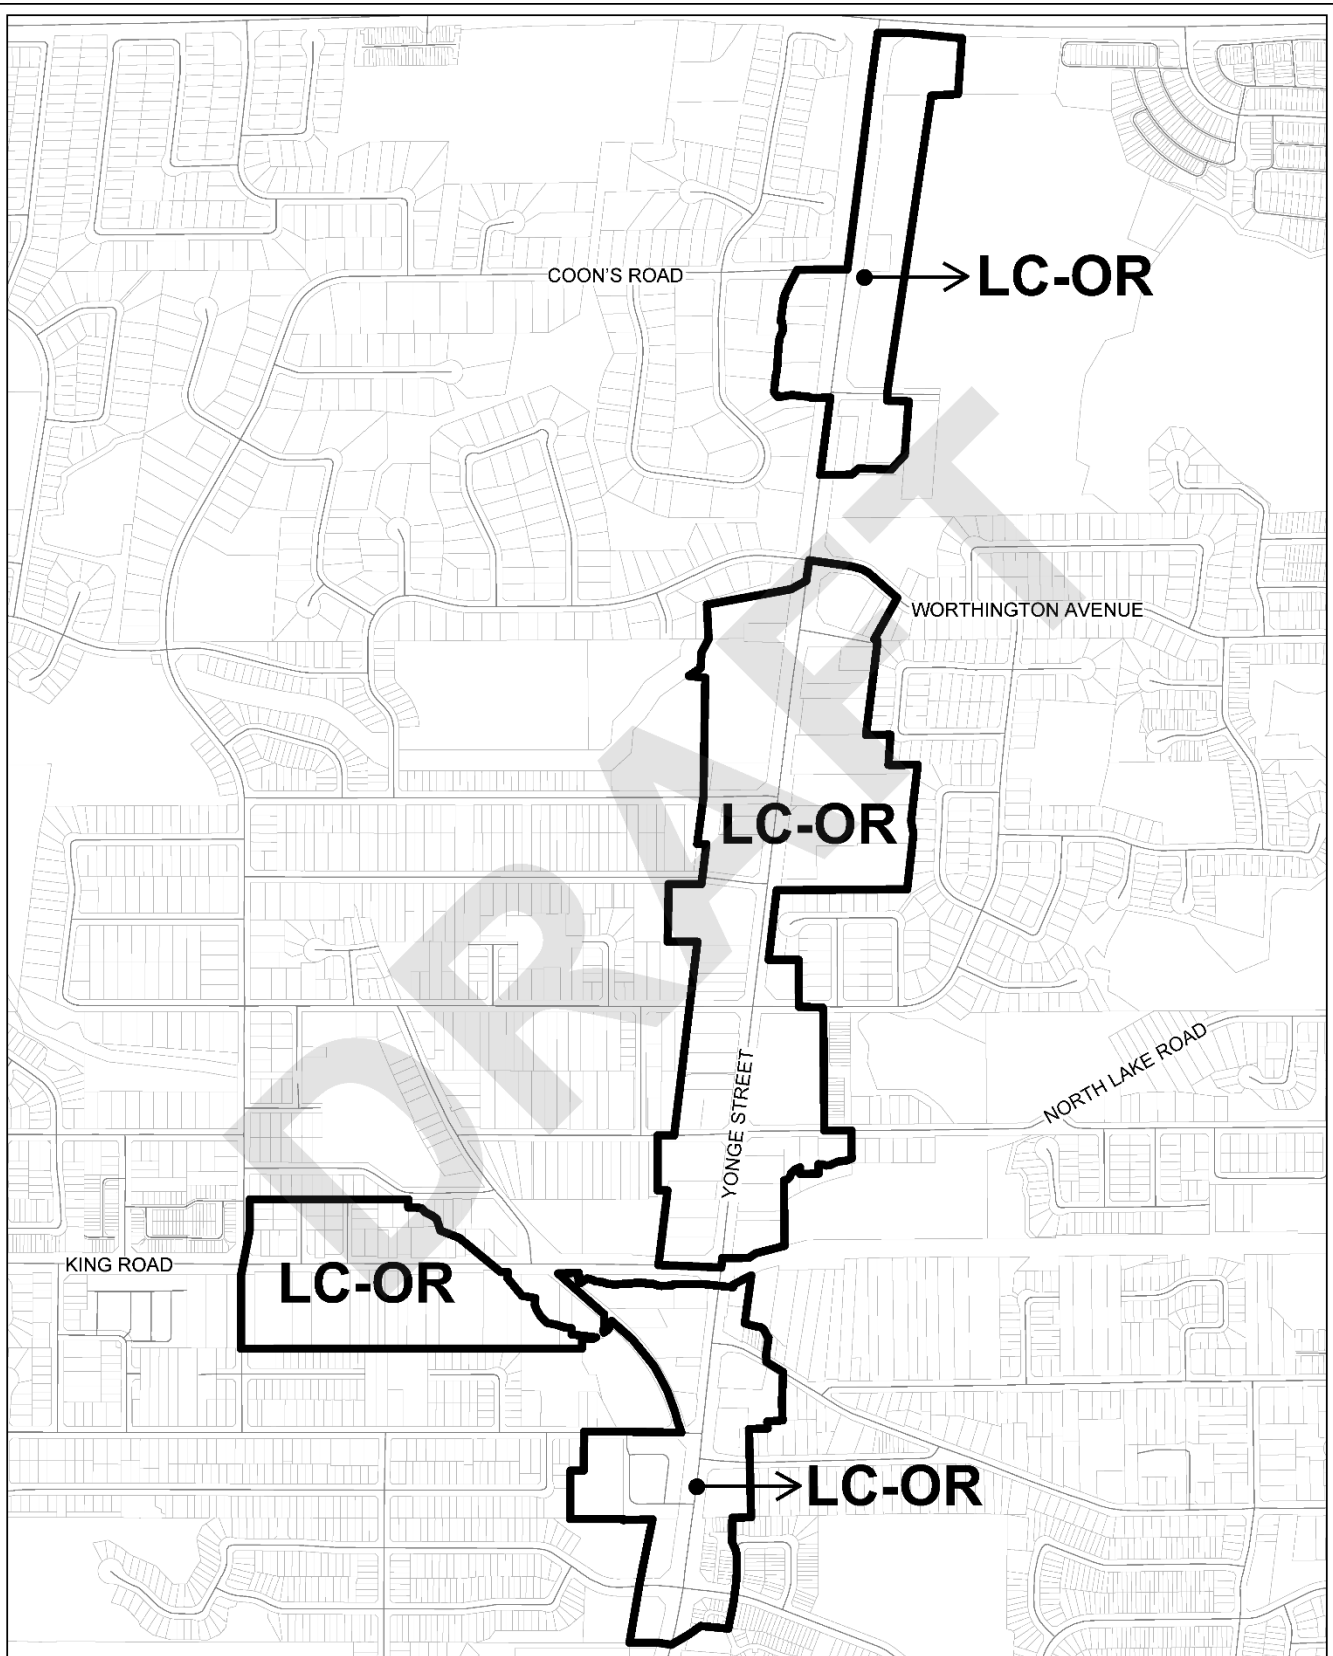 COON'S ROAD
LC-OR
WORTHINGTON AVENUE
LC-OR
DRAFT
NORTH LAKE ROAD
YONGE STREET
KING ROAD
LC-OR
LC-OR